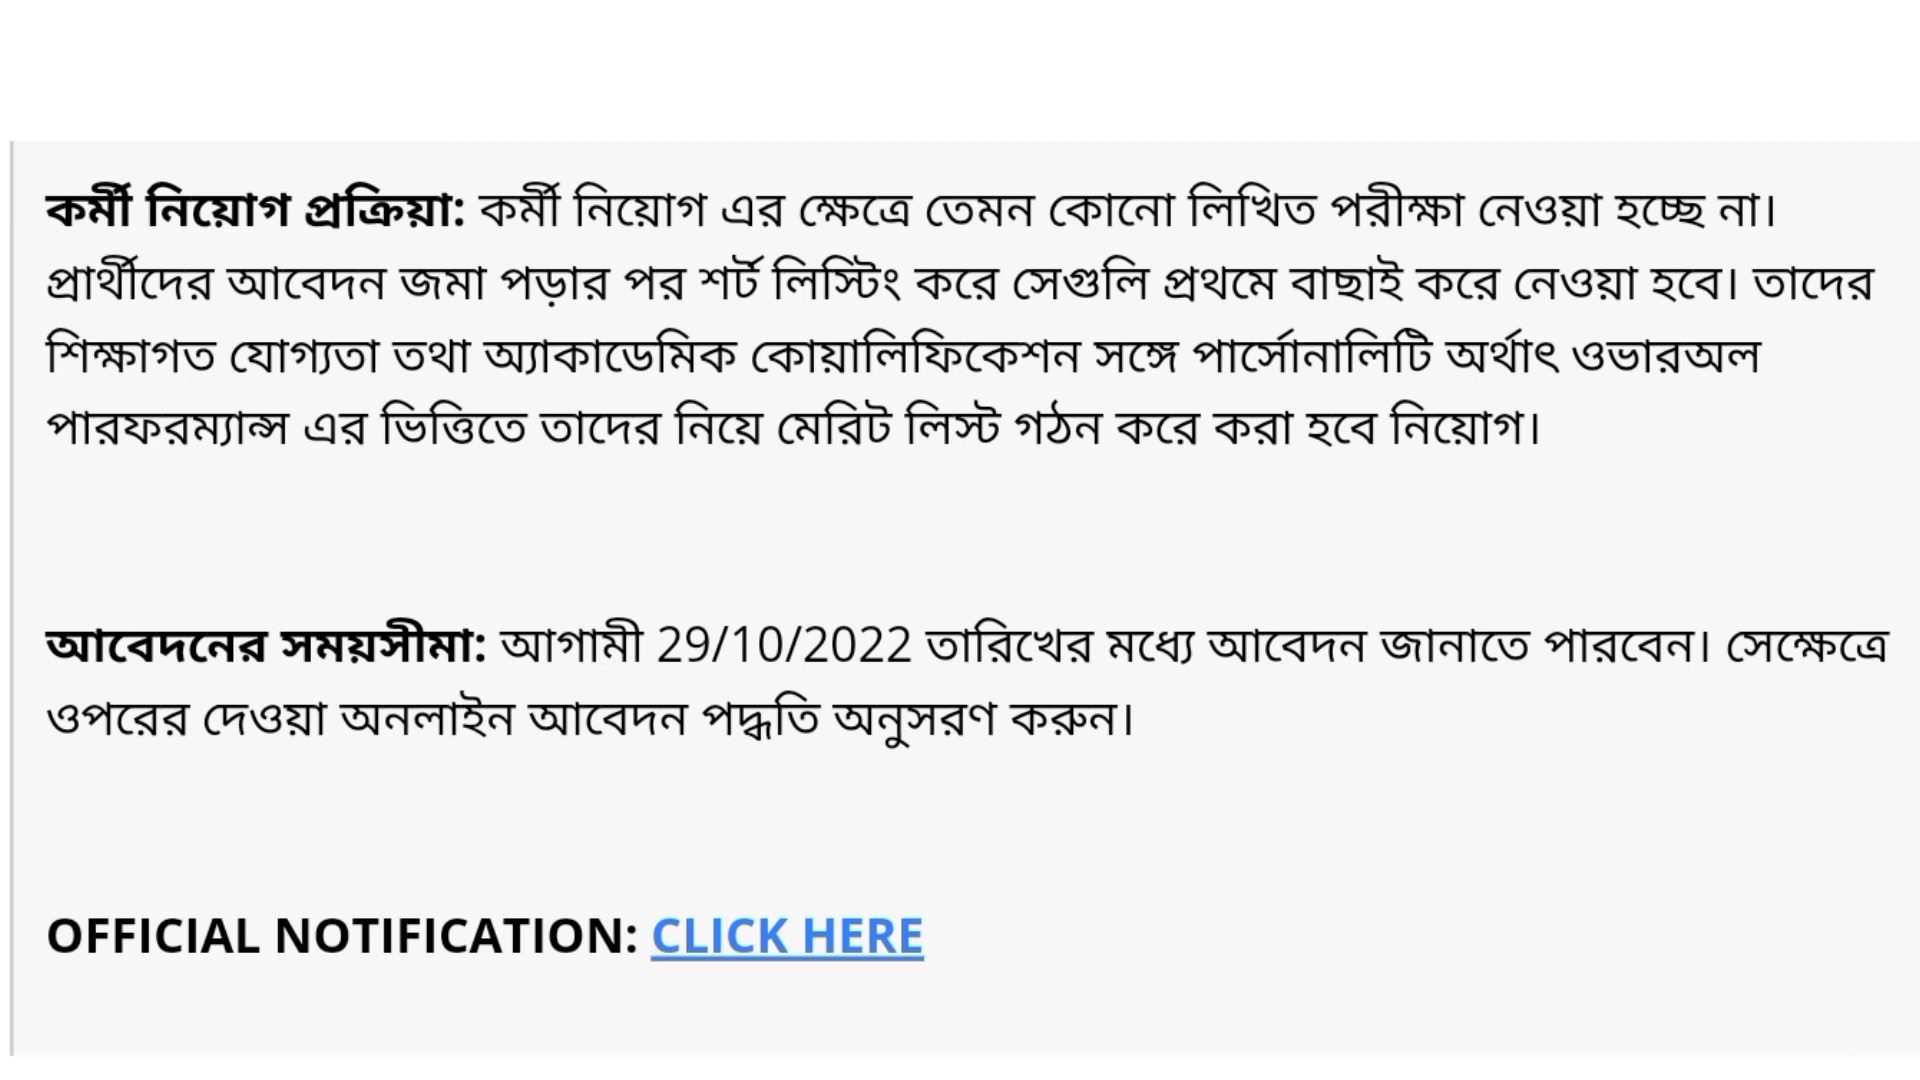 কর্মী নিয়োগ প্রক্রিয়া: কর্মী নিয়োগ এর ক্ষেত্রে তেমন কোনো লিখিত পরীক্ষা নেওয়া হচ্ছে না।
প্রার্থীদের আবেদন জমা পড়ার পর শর্ট লিস্টিং করে সেগুলি প্রথমে বাছাই করে নেওয়া হবে। তাদের
শিক্ষাগত যোগ্যতা তথা অ্যাকাডেমিক কোয়ালিফিকেশন সঙ্গে পার্সোনালিটি অর্থাৎ ওভারঅল
পারফরম্যান্স এর ভিত্তিতে তাদের নিয়ে মেরিট লিস্ট গঠন করে করা হবে নিয়োগ।
আবেদনের সময়সীমা: আগামী 29/10/2022 তারিখের মধ্যে আবেদন জানাতে পারবেন। সেক্ষেত্রে
ওপরের দেওয়া অনলাইন আবেদন পদ্ধতি অনুসরণ করুন।
OFFICIAL NOTIFICATION: CLICK HERE